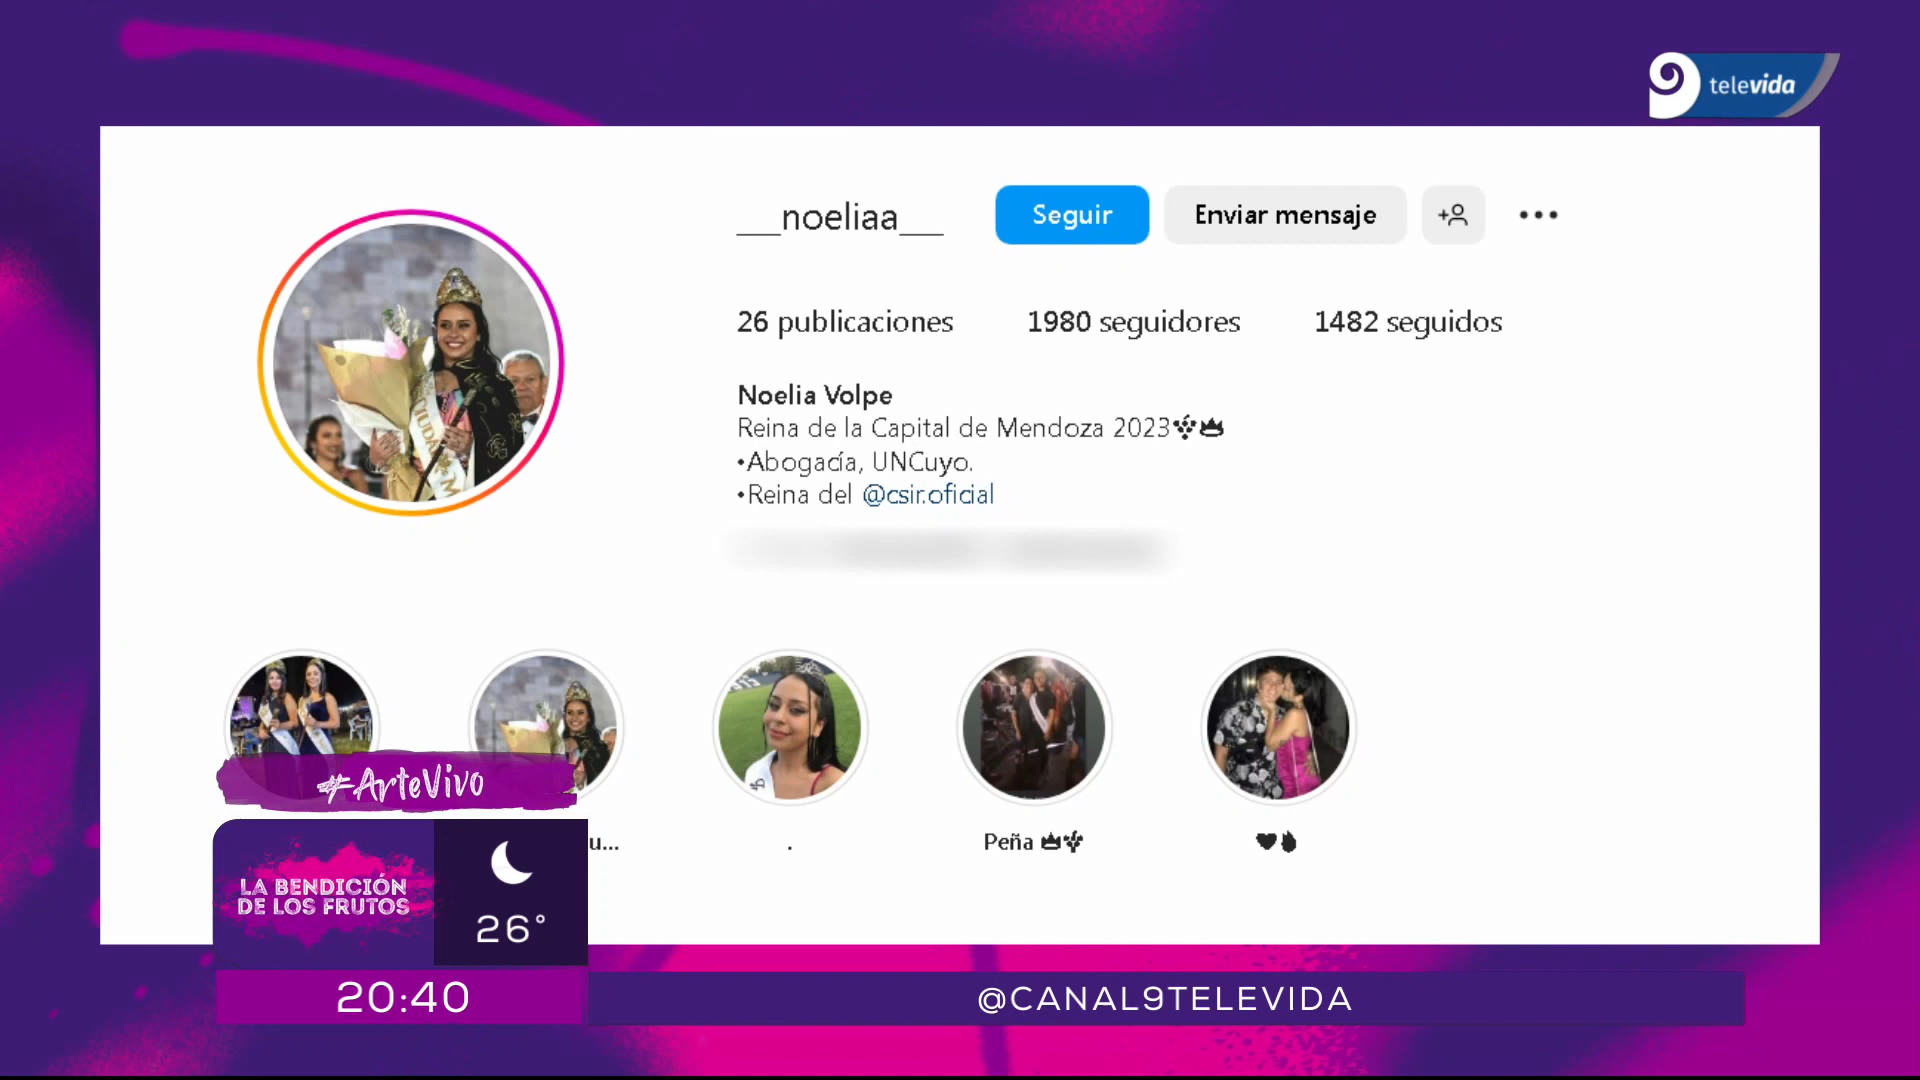 9 televida
__noeliaa__
Seguir
Enviar mensaje
26 publicaciones
1980 seguidores
1482 seguidos
Noelia Volpe
Reina de la Capital de Mendoza 2023
•Abogacía, UNCuyo.
•Reina del @csir.oficial
#ArteVivo
u...
.
Peña
LA BENDICIÓN
DE LOS FRUTOS
26°
20:40
@CANAL9TELEVIDA